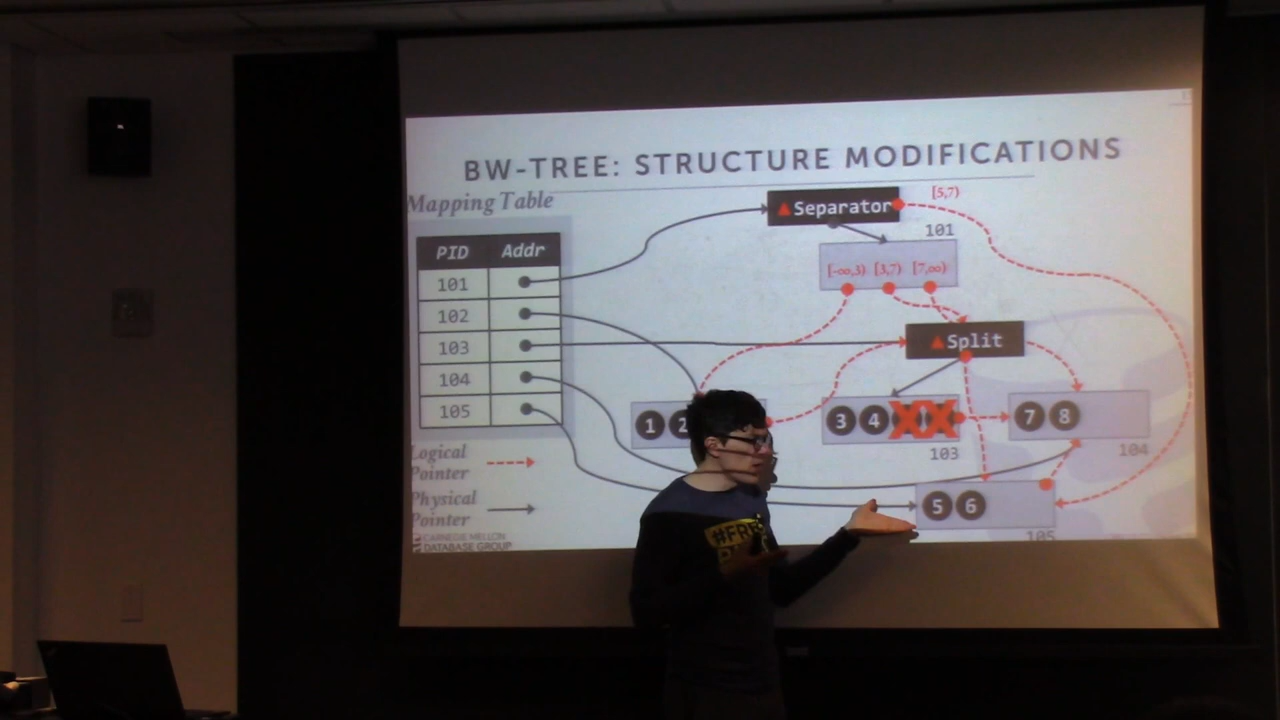 BW-TREE: STRUCTURE MODIFICATIONS
Mapping Table
PID Addr
101
102
103
104
105
Logical
Pointer
Physical
Pointer
CARNEGIE MELLON
DATABASE GROUP
▲Separator
[5,7)
101
[-∞,3) [3,7) [7,∞)
▲Split
1 2
3 4 XX
103
7 8
104
5 6
105
#FREE